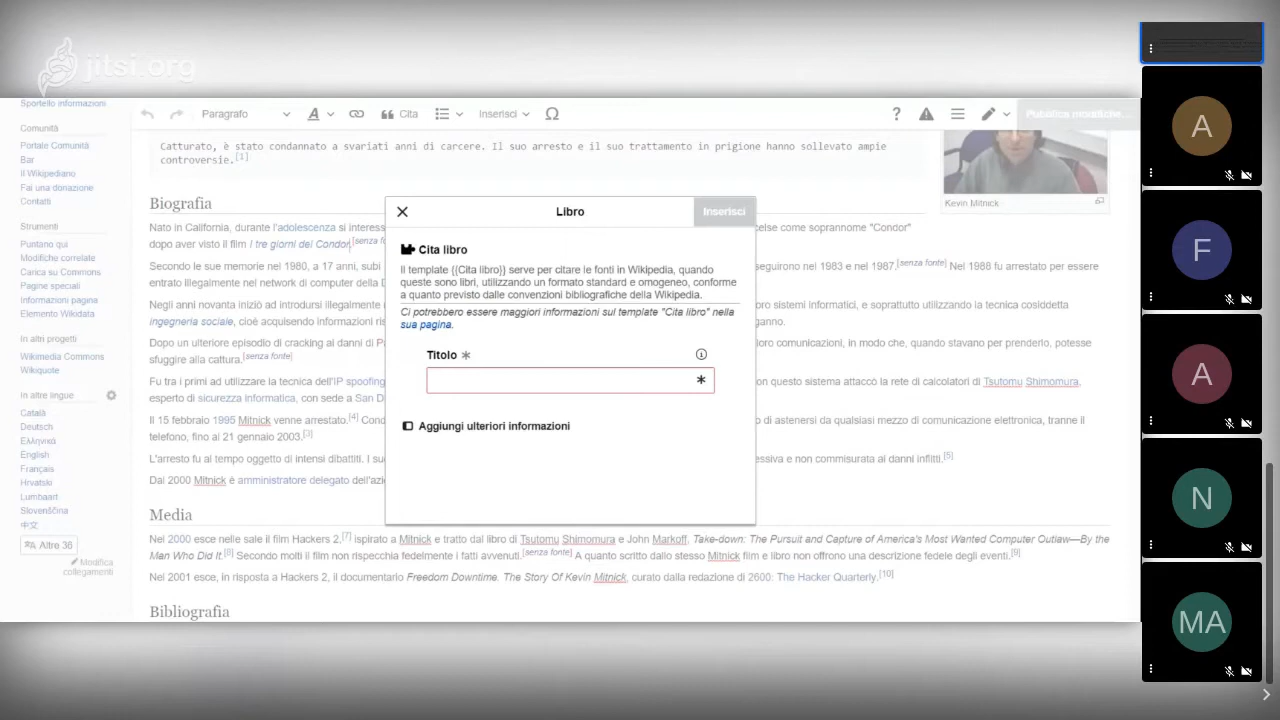 jitsi.org
Sportello informazioni
Comunità
Portale Comunità
Bar
Il Wikipediano
Fai una donazione
Contatti
Strumenti
Puntano qui
Modifiche correlate
Carica su Commons
Pagine speciali
Informazioni pagina
Elemento Wikidata
In altri progetti
Wikimedia Commons
Wikiquote
In altre lingue
Català
Deutsch
Ελληνικά
English
Français
Hrvatski
Lumbaart
Slovenščina
中文
Altre 36
Modifica
collegamenti
Paragrafo
A
Cita
Inserisci
Ω
?
Pubblica modifiche...
Catturato, è stato condannato a svariati anni di carcere. Il suo arresto e il suo trattamento in prigione hanno sollevato ampie
controversie.[1]
Kevin Mitnick
Biografia
Nato in California, durante l'adolescenza si interes
celse come soprannome "Condor"
dopo aver visto il film I tre giorni del Condor.[senza fo
Secondo le sue memorie nel 1980, a 17 anni, subì
seguirono nel 1983 e nel 1987.[senza fonte] Nel 1988 fu arrestato per essere
entrato illegalmente nel network di computer della D
Negli anni novanta iniziò ad introdursi illegalmente
loro sistemi informatici, e soprattutto utilizzando la tecnica cosiddetta
ingegneria sociale, cioè acquisendo informazioni ris
ganno.
Dopo un ulteriore episodio di cracking ai danni di Pa
loro comunicazioni, in modo che, quando stavano per prenderlo, potesse
sfuggire alla cattura.[senza fonte]
Fu tra i primi ad utilizzare la tecnica dell'IP spoofing
on questo sistema attaccò la rete di calcolatori di Tsutomu Shimomura,
esperto di sicurezza informatica, con sede a San D
Il 15 febbraio 1995 Mitnick venne arrestato.[4] Cond
o di astenersi da qualsiasi mezzo di comunicazione elettronica, tranne il
telefono, fino al 21 gennaio 2003.[3]
L'arresto fu al tempo oggetto di intensi dibattiti. I su
essiva e non commisurata ai danni inflitti.[5]
Dal 2000 Mitnick è amministratore delegato dell'azi
Media
Nel 2000 esce nelle sale il film Hackers 2,[7] ispirato a Mitnick e tratto dal libro di Tsutomu Shimomura e John Markoff, Take-down: The Pursuit and Capture of America's Most Wanted Computer Outlaw—By the
Man Who Did It.[8] Secondo molti il film non rispecchia fedelmente i fatti avvenuti.[senza fonte] A quanto scritto dallo stesso Mitnick film e libro non offrono una descrizione fedele degli eventi.[9]
Nel 2001 esce, in risposta a Hackers 2, il documentario Freedom Downtime. The Story Of Kevin Mitnick, curato dalla redazione di 2600: The Hacker Quarterly.[10]
Bibliografia
Libro
Inserisci
Cita libro
Il template {{Cita libro}} serve per citare le fonti in Wikipedia, quando
queste sono libri, utilizzando un formato standard e omogeneo, conforme
a quanto previsto dalle convenzioni bibliografiche della Wikipedia.
Ci potrebbero essere maggiori informazioni sul template "Cita libro" nella
sua pagina.
Titolo *
*
Aggiungi ulteriori informazioni
A
F
A
N
MA